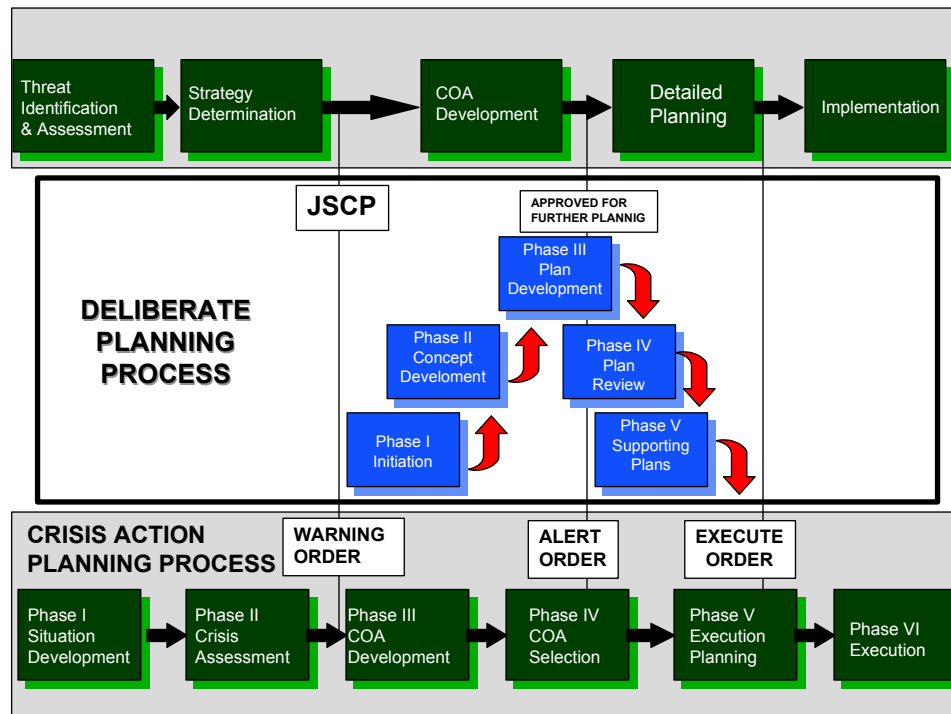 Threat
Identification
& Assessment
Strategy
Determination
COA
Development
Detailed
Planning
Implementation
JSCP
APPROVED FOR
FURTHER PLANNIG
DELIBERATE
PLANNING
PROCESS
Phase III
Plan
Development
Phase II
Concept
Develoment
Phase IV
Plan
Review
Phase I
Initiation
Phase V
Supporting
Plans
CRISIS ACTION
PLANNING PROCESS
WARNING
ORDER
ALERT
ORDER
EXECUTE
ORDER
Phase I
Situation
Development
Phase II
Crisis
Assessment
Phase III
COA
Development
Phase IV
COA
Selection
Phase V
Execution
Planning
Phase VI
Execution